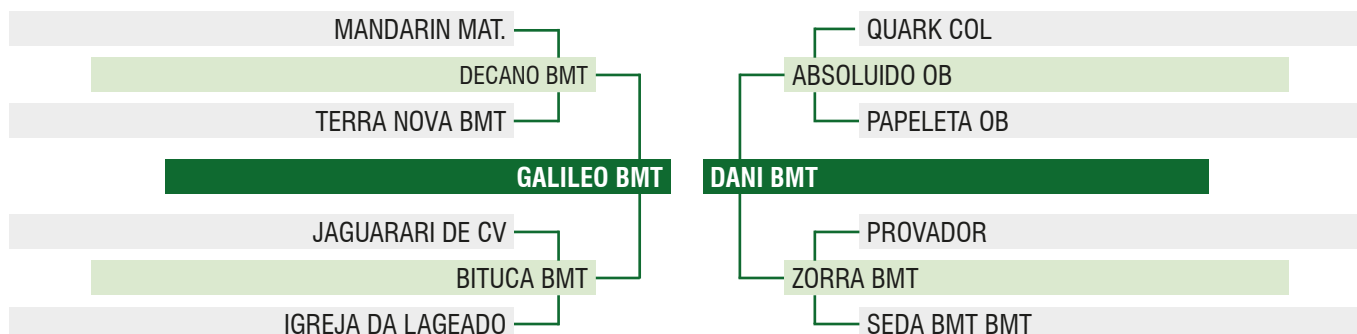 MANDARIN MAT.
QUARK COL
DECANO BMT
ABSOLUIDO OB
TERRA NOVA BMT
PAPELETA OB
GALILEO BMT
DANI BMT
JAGUARARI DE CV
PROVADOR
BITUCA BMT
ZORRA BMT
IGREJA DA LAGEADO
SEDA BMT BMT